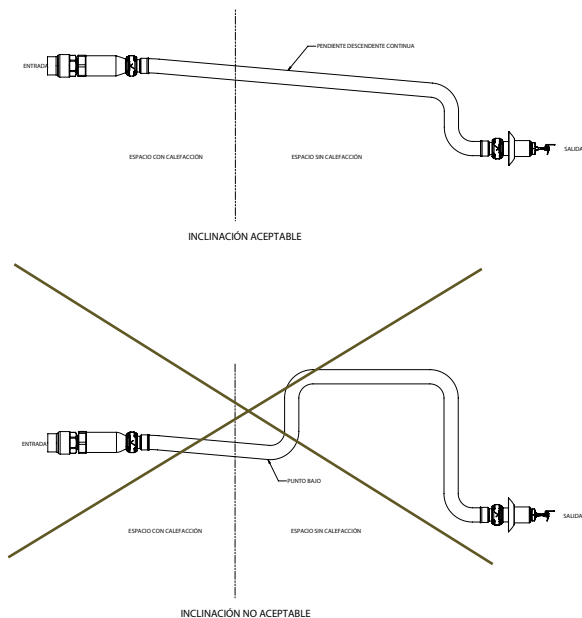 PENDIENTE DESCENDENTE CONTINUA
ENTRADA
SALIDA
ESPACIO CON CALEFACCIÓN
ESPACIO SIN CALEFACCIÓN
INCLINACIÓN ACEPTABLE
ENTRADA
PUNTO BAJO
SALIDA
ESPACIO CON CALEFACCIÓN
ESPACIO SIN CALEFACCIÓN
INCLINACIÓN NO ACEPTABLE